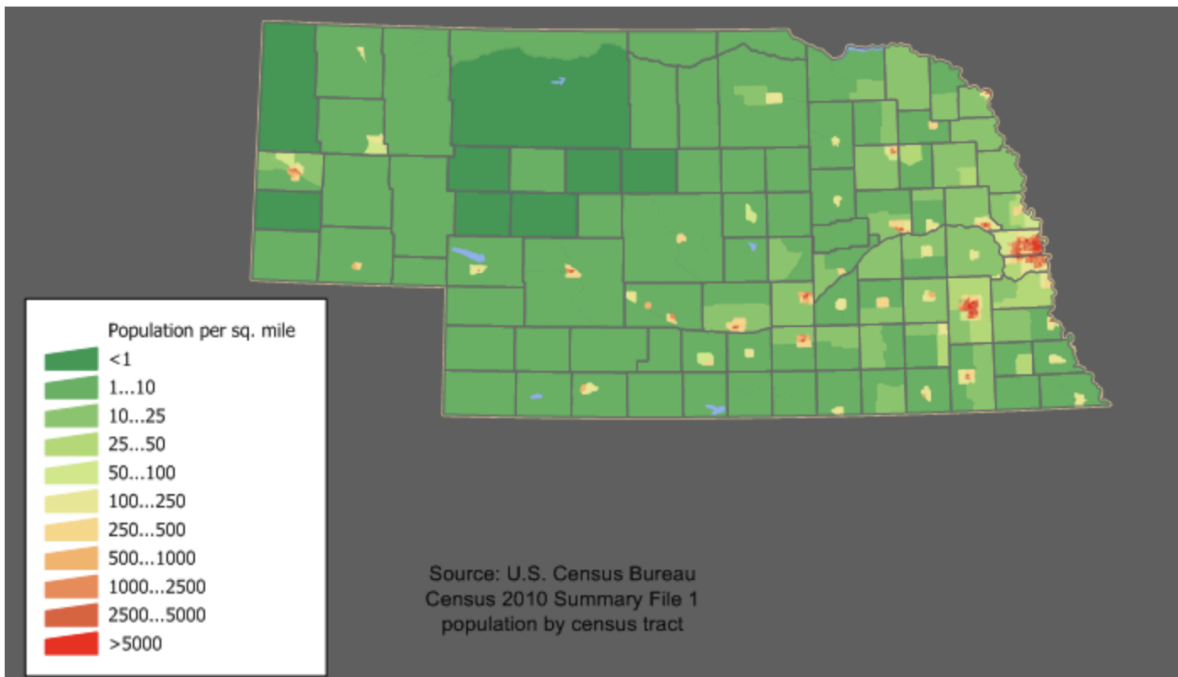 Population per sq. mile
<1
1...10
10...25
25...50
50...100
100...250
250...500
500...1000
1000...2500
2500...5000
>5000
Source: U.S. Census Bureau
Census 2010 Summary File 1
population by census tract